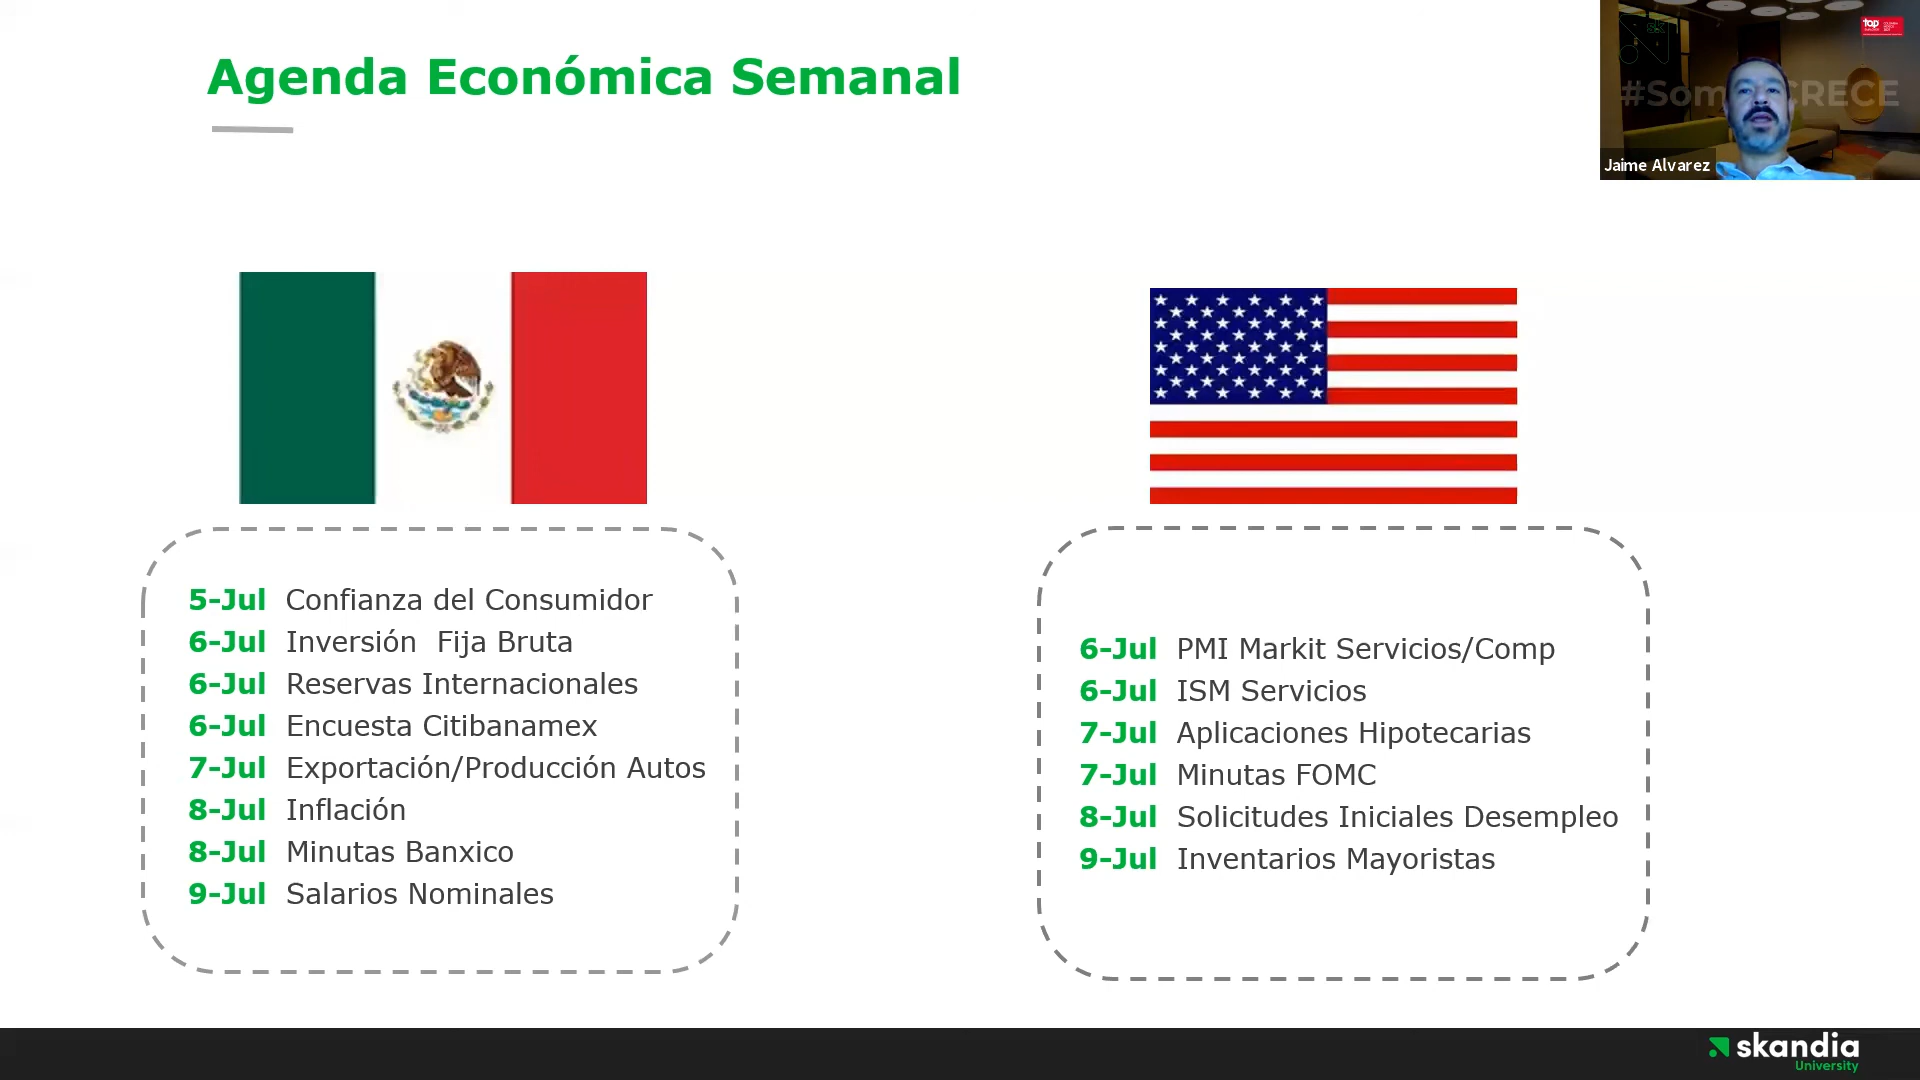 Agenda Económica Semanal
top
#Som
CRECE
Jaime Alvarez
5-Jul Confianza del Consumidor
6-Jul Inversión  Fija Bruta
6-Jul Reservas Internacionales
6-Jul Encuesta Citibanamex
7-Jul Exportación/Producción Autos
8-Jul Inflación
8-Jul Minutas Banxico
9-Jul Salarios Nominales
6-Jul PMI Markit Servicios/Comp
6-Jul ISM Servicios
7-Jul Aplicaciones Hipotecarias
7-Jul Minutas FOMC
8-Jul Solicitudes Iniciales Desempleo
9-Jul Inventarios Mayoristas
skandia
University